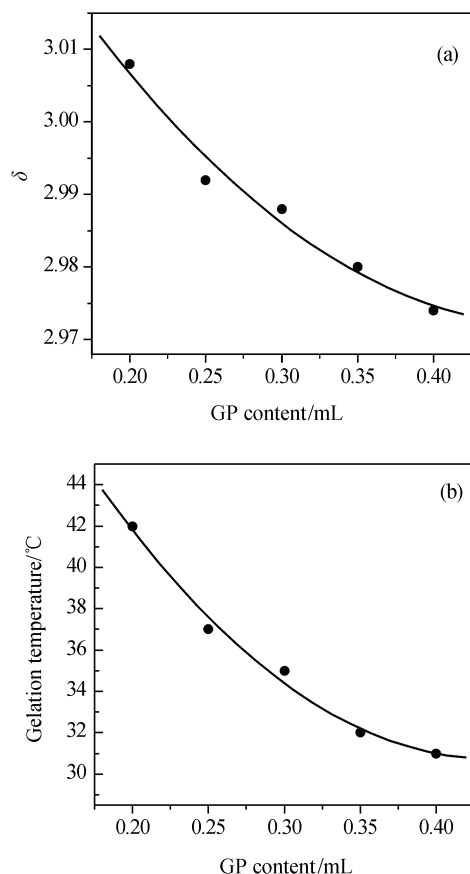 3.01
3.00
2.99
2.98
2.97
δ
(a)
0.20 0.25 0.30 0.35 0.40
GP content/mL
44
42
40
38
36
34
32
30
Gelation temperature/℃
(b)
0.20 0.25 0.30 0.35 0.40
GP content/mL